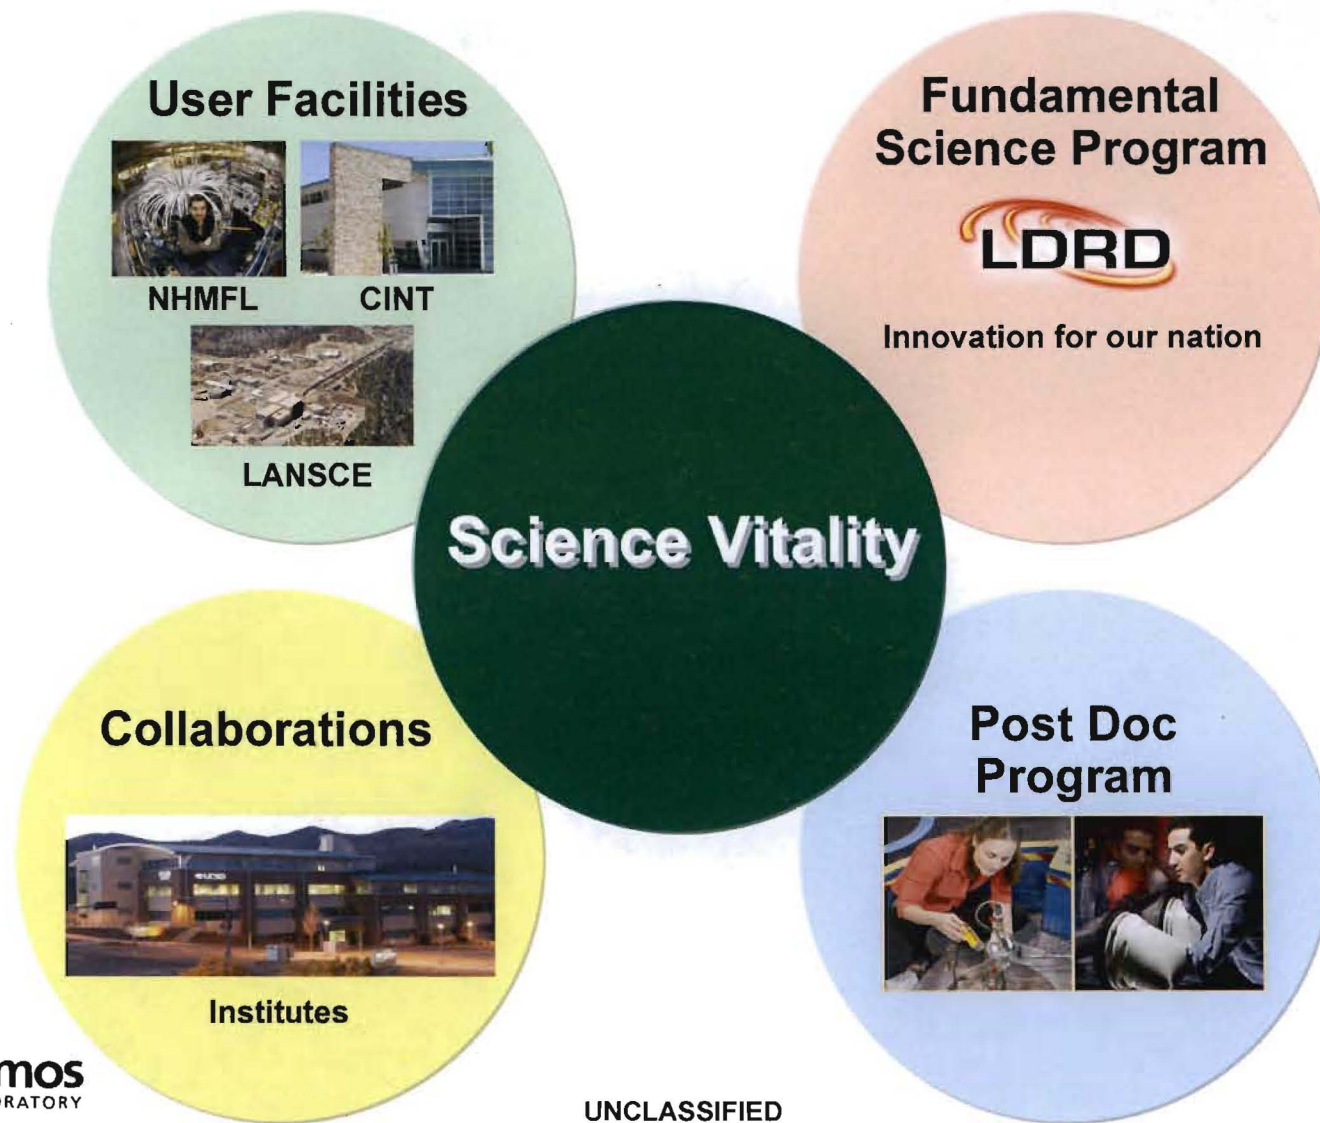 User Facilities
NHMFL
CINT
LANSCE
Fundamental
Science Program
LDRD
Innovation for our nation
Science Vitality
Collaborations
Institutes
Post Doc
Program
mos
ORATORY
UNCLASSIFIED